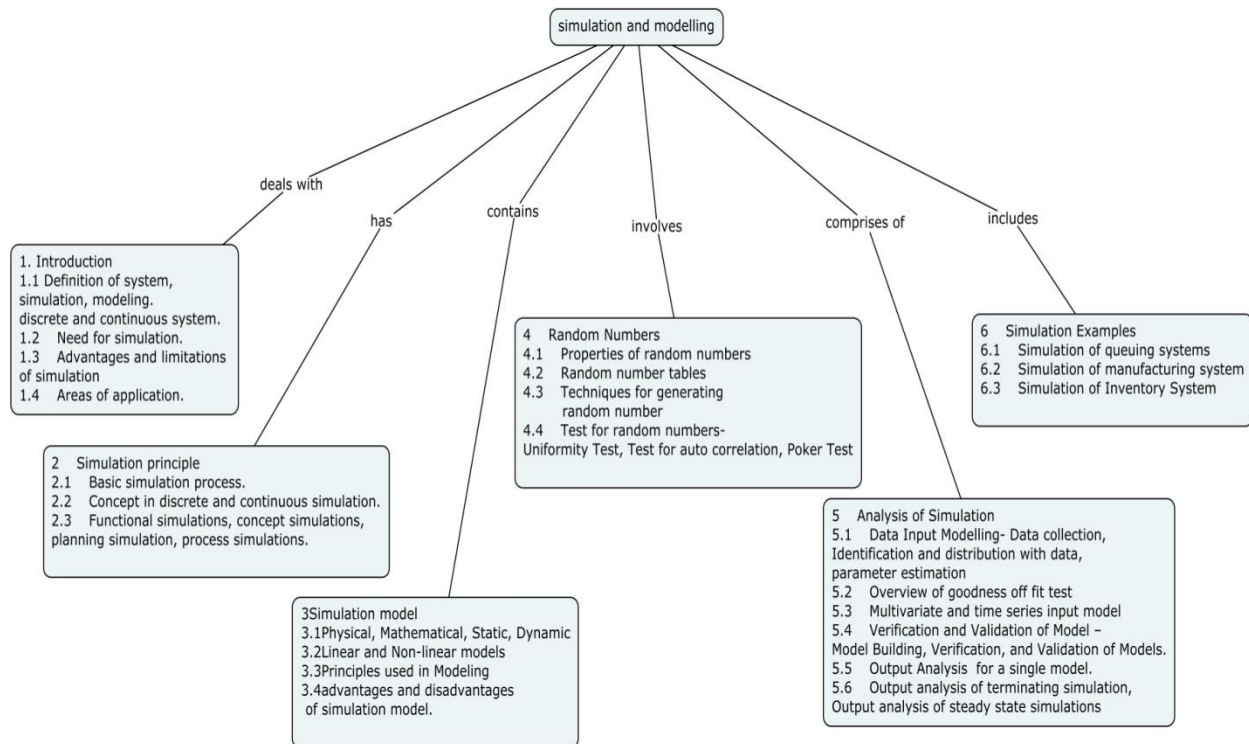 simulation and modelling
deals with
has
contains
involves
comprises of
includes
1. Introduction
1.1 Definition of system,
simulation, modeling.
discrete and continuous system.
1.2 Need for simulation.
1.3 Advantages and limitations
of simulation
1.4 Areas of application.
2 Simulation principle
2.1 Basic simulation process.
2.2 Concept in discrete and continuous simulation.
2.3 Functional simulations, concept simulations,
planning simulation, process simulations.
3Simulation model
3.1Physical, Mathematical, Static, Dynamic
3.2Linear and Non-linear models
3.3Principles used in Modeling
3.4advantages and disadvantages
of simulation model.
4 Random Numbers
4.1 Properties of random numbers
4.2 Random number tables
4.3 Techniques for generating
random number
4.4 Test for random numbers-
Uniformity Test, Test for auto correlation, Poker Test
5 Analysis of Simulation
5.1 Data Input Modelling- Data collection,
Identification and distribution with data,
parameter estimation
5.2 Overview of goodness off fit test
5.3 Multivariate and time series input model
5.4 Verification and Validation of Model –
Model Building, Verification, and Validation of Models.
5.5 Output Analysis for a single model.
5.6 Output analysis of terminating simulation,
Output analysis of steady state simulations
6 Simulation Examples
6.1 Simulation of queuing systems
6.2 Simulation of manufacturing system
6.3 Simulation of Inventory System